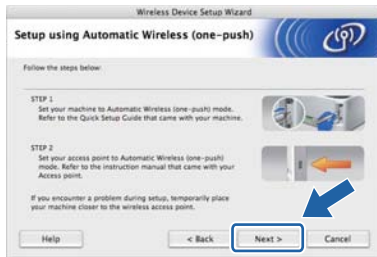 Wireless Device Setup Wizard
Setup using Automatic Wireless (one-push)
Follow the steps below:
STEP 1
Set your machine to Automatic Wireless (one-push) mode.
Refer to the Quick Setup Guide that came with your machine.
STEP 2
Set your access point to Automatic Wireless (one-push)
mode. Refer to the instruction manual that came with your
Access point.
If you encounter a problem during setup, temporarily place
your machine closer to the wireless access point.
Help
< Back
Next >
Cancel